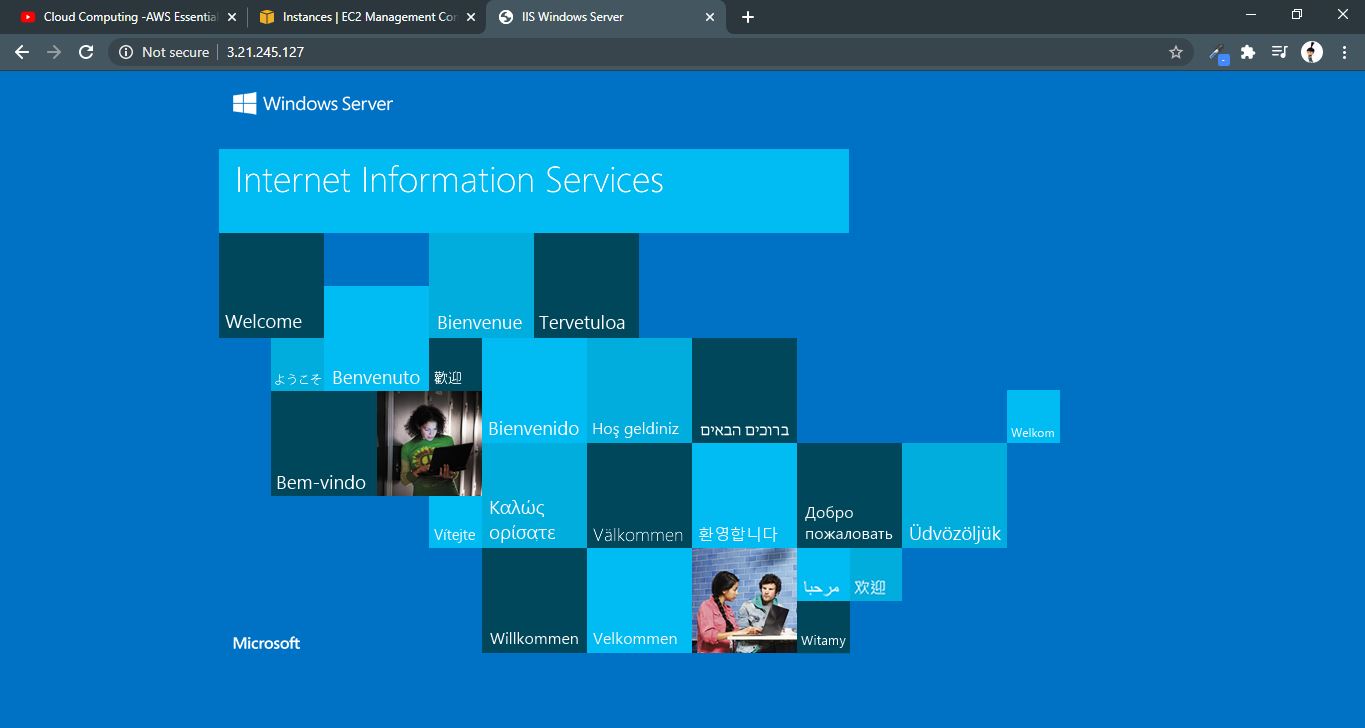 Cloud Computing -AWS Essential
Instances | EC2 Management Con
IIS Windows Server
Not secure
3.21.245.127
Windows Server
Internet Information Services
Welcome
Bienvenue
Tervetuloa
ようこそ
Benvenuto
歡迎
Bienvenido
Hoş geldiniz
ברוכים הבאים
Welkom
Bem-vindo
Vítejte
Καλώς
ορίσατε
Välkommen
환영합니다
Добро
пожаловать
Üdvözöljük
مرحبا
欢迎
Willkommen
Velkommen
Witamy
Microsoft